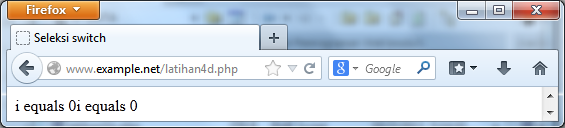 Firefox
Seleksi switch
www.example.net/latihan4d.php
Google
i equals 0i equals 0